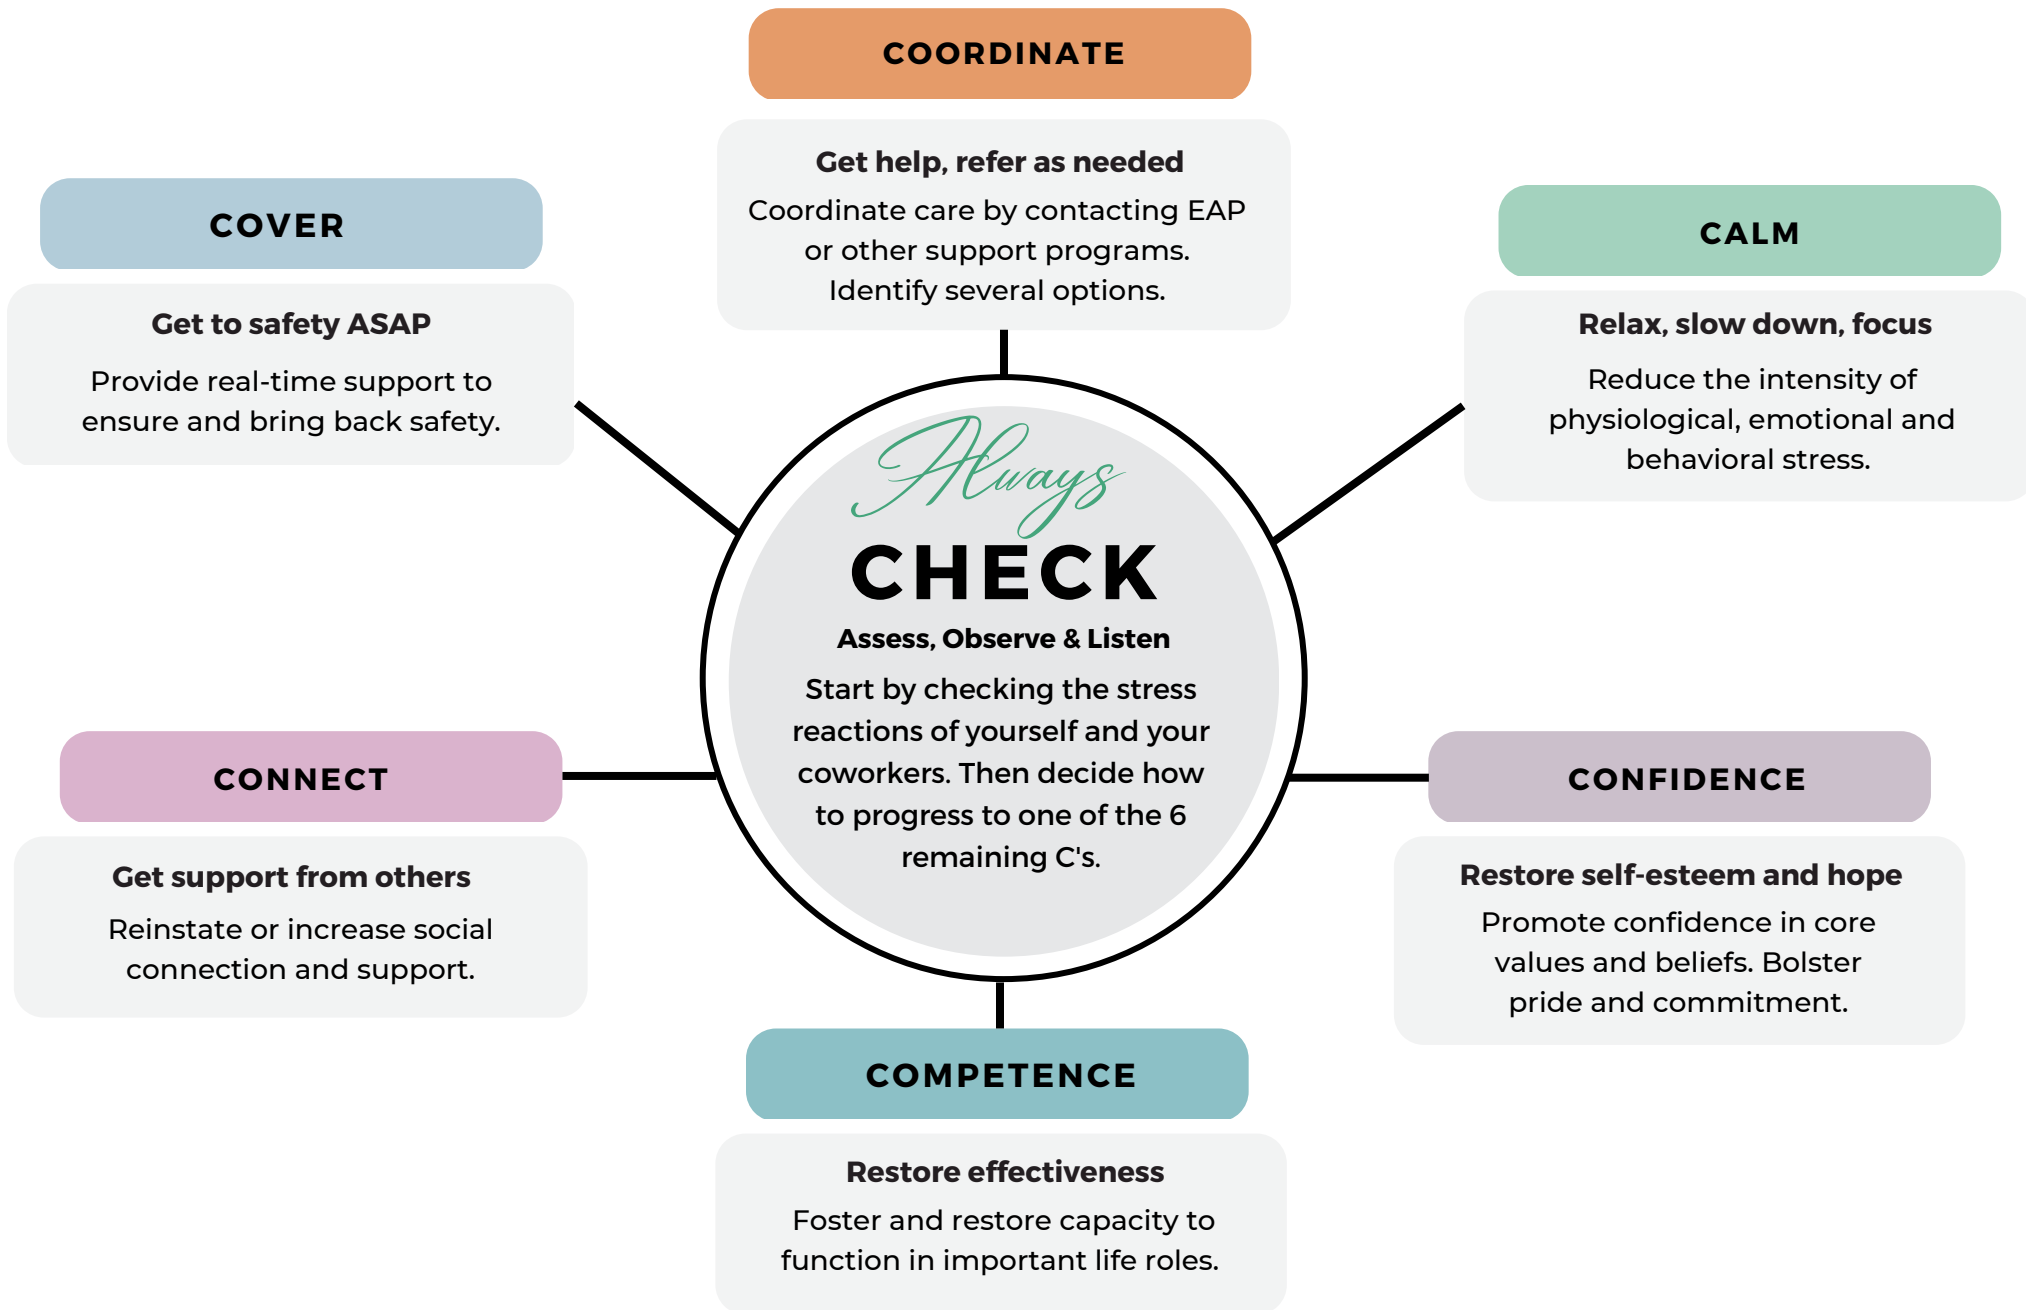 COORDINATE
Get help, refer as needed
Coordinate care by contacting EAP
or other support programs.
Identify several options.
COVER
Get to safety ASAP
Provide real-time support to
ensure and bring back safety.
CALM
Relax, slow down, focus
Reduce the intensity of
physiological, emotional and
behavioral stress.
Always
CHECK
Assess, Observe & Listen
Start by checking the stress
reactions of yourself and your
coworkers. Then decide how
to progress to one of the 6
remaining C's.
CONNECT
Get support from others
Reinstate or increase social
connection and support.
CONFIDENCE
Restore self-esteem and hope
Promote confidence in core
values and beliefs. Bolster
pride and commitment.
COMPETENCE
Restore effectiveness
Foster and restore capacity to
function in important life roles.